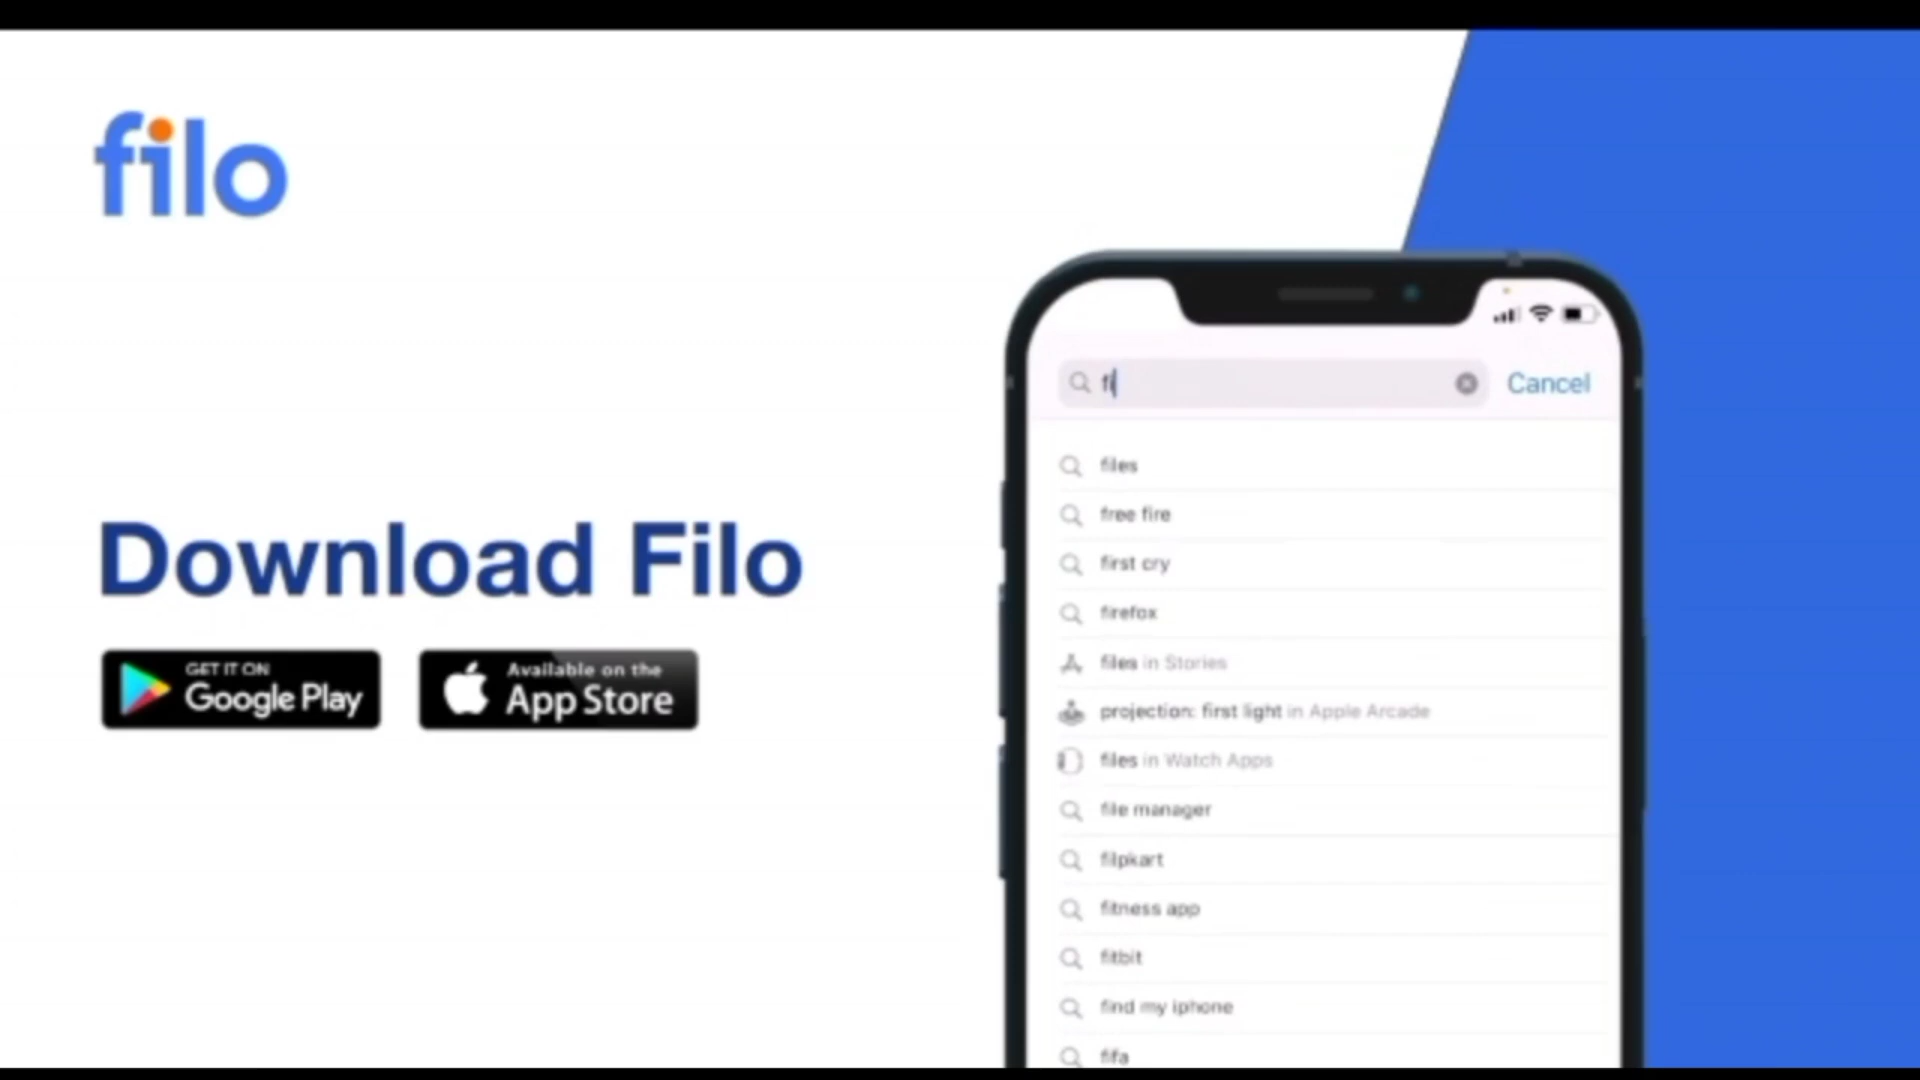 filo
Download Filo
GET IT ON
Google Play
Available on the
App Store
fi
Cancel
files
free fire
first cry
firefox
files in Stories
projection: first light in Apple Arcade
files in Watch Apps
file manager
filpkart
fitness app
fitbit
find my iphone
fifa